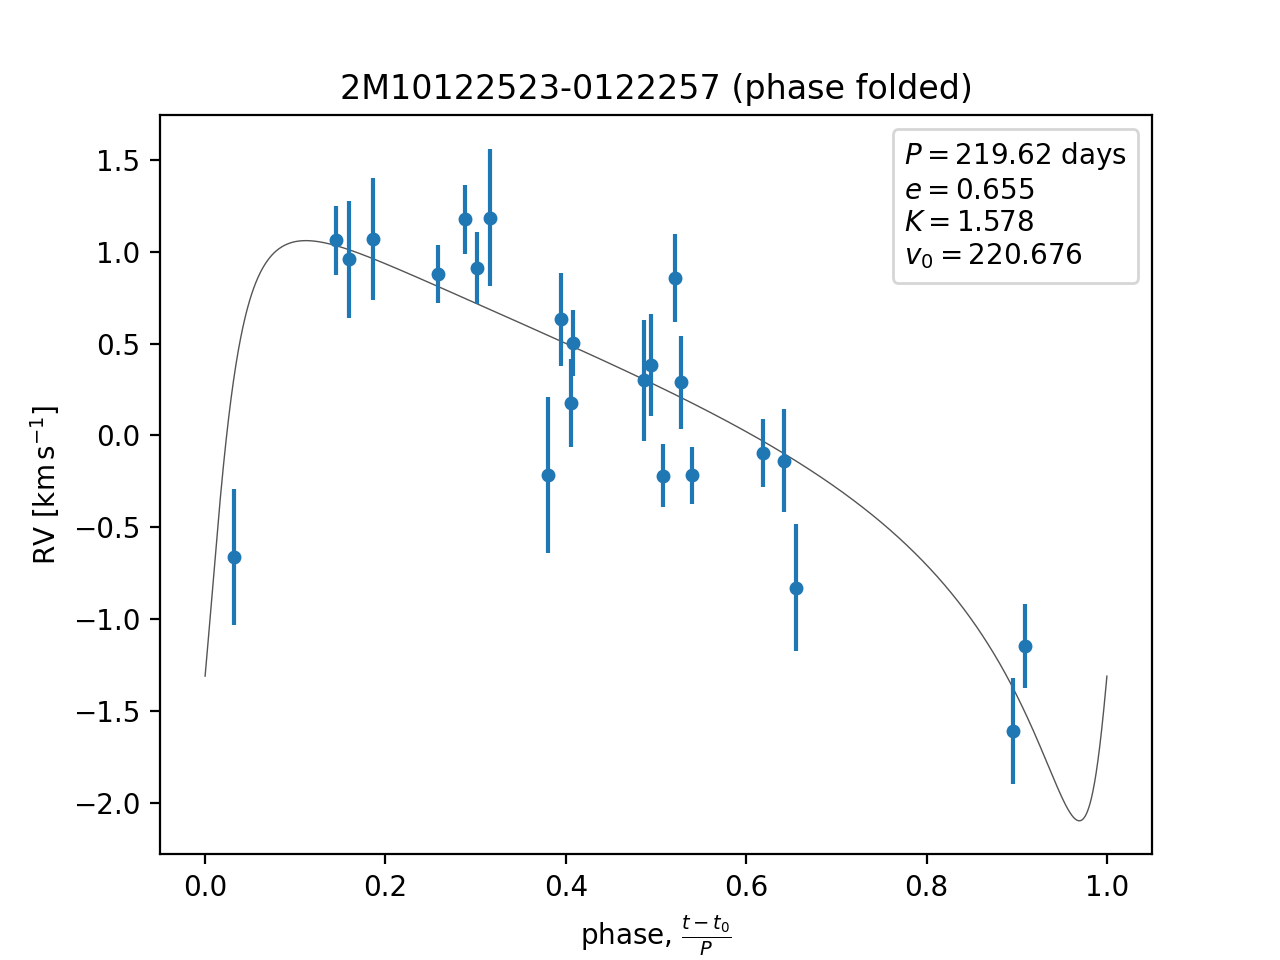 2M10122523-0122257 (phase folded)
P = 219.62 days
e = 0.655
K = 1.578
v₀ = 220.676
RV [km s⁻¹]
1.5
1.0
0.5
0.0
−0.5
−1.0
−1.5
−2.0
0.0 0.2 0.4 0.6 0.8 1.0
phase, (t − t₀)/P